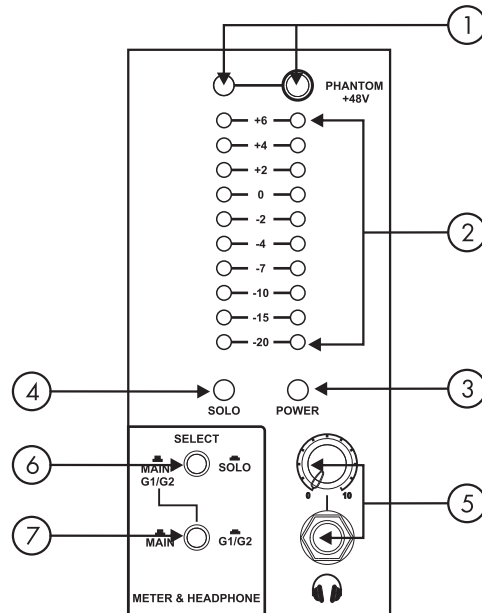 1
PHANTOM
+48V
+6
+4
+2
0
-2
-4
-7
-10
-15
-20
2
4
SOLO
POWER
3
SELECT
6
MAIN
G1/G2
SOLO
0
10
5
7
MAIN
G1/G2
METER & HEADPHONE